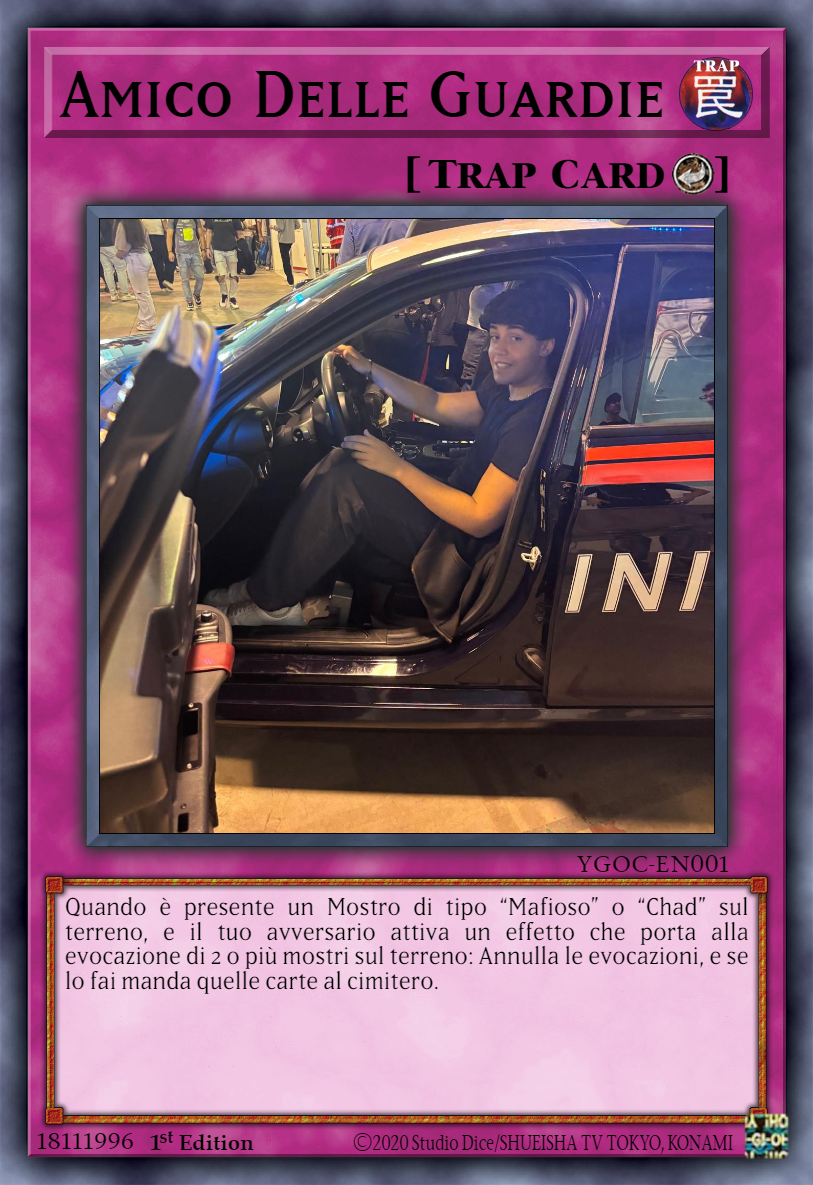 Amico Delle Guardie
TRAP
罠
[ Trap Card ]
INI
YGOC-EN001
Quando è presente un Mostro di tipo “Mafioso” o “Chad” sul
terreno, e il tuo avversario attiva un effetto che porta alla
evocazione di 2 o più mostri sul terreno: Annulla le evocazioni, e se
lo fai manda quelle carte al cimitero.
18111996 1st Edition ©2020 Studio Dice/SHUEISHA TV TOKYO, KONAMI